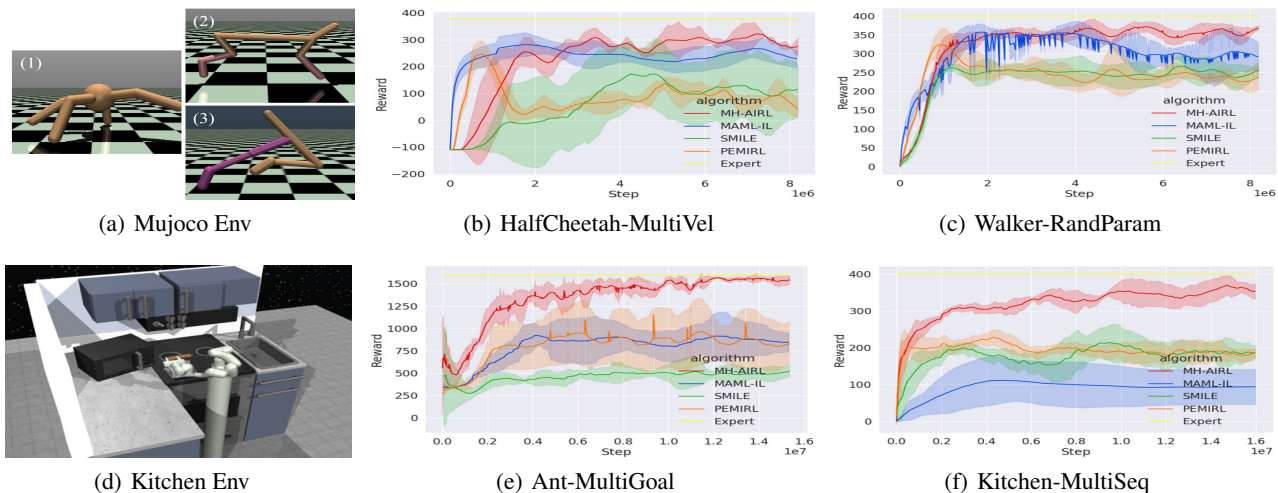 (1)
(2)
(3)
(a) Mujoco Env
400
300
200
100
0
−100
−200
Reward
0
2
4
6
8
Step
1e6
algorithm
MH-AIRL
MAML-IL
SMILE
PEMIRL
Expert
(b) HalfCheetah-MultiVel
400
350
300
250
200
150
100
50
0
Reward
0
2
4
6
8
Step
1e6
algorithm
MH-AIRL
MAML-IL
SMILE
PEMIRL
Expert
(c) Walker-RandParam
(d) Kitchen Env
1500
1250
1000
750
500
250
0
Reward
0.0
0.2
0.4
0.6
0.8
1.0
1.2
1.4
1.6
Step
1e7
algorithm
MH-AIRL
MAML-IL
SMILE
PEMIRL
Expert
(e) Ant-MultiGoal
400
300
200
100
0
Reward
0.0
0.2
0.4
0.6
0.8
1.0
1.2
1.4
1.6
Step
1e7
algorithm
MH-AIRL
MAML-IL
SMILE
PEMIRL
Expert
(f) Kitchen-MultiSeq